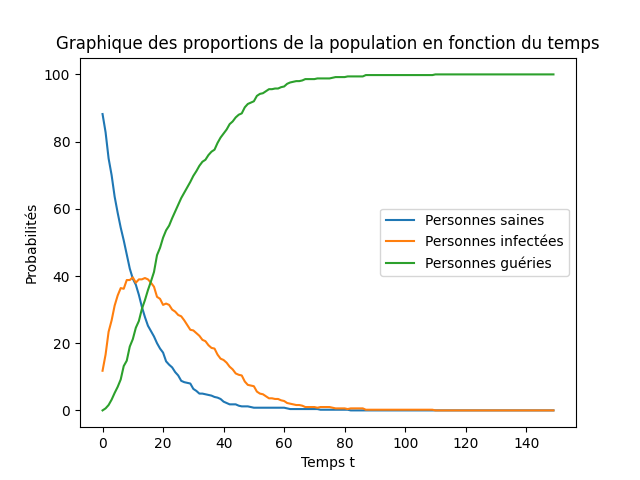 Graphique des proportions de la population en fonction du temps
100
80
60
40
20
0
Probabilités
Personnes saines
Personnes infectées
Personnes guéries
0 20 40 60 80 100 120 140
Temps t